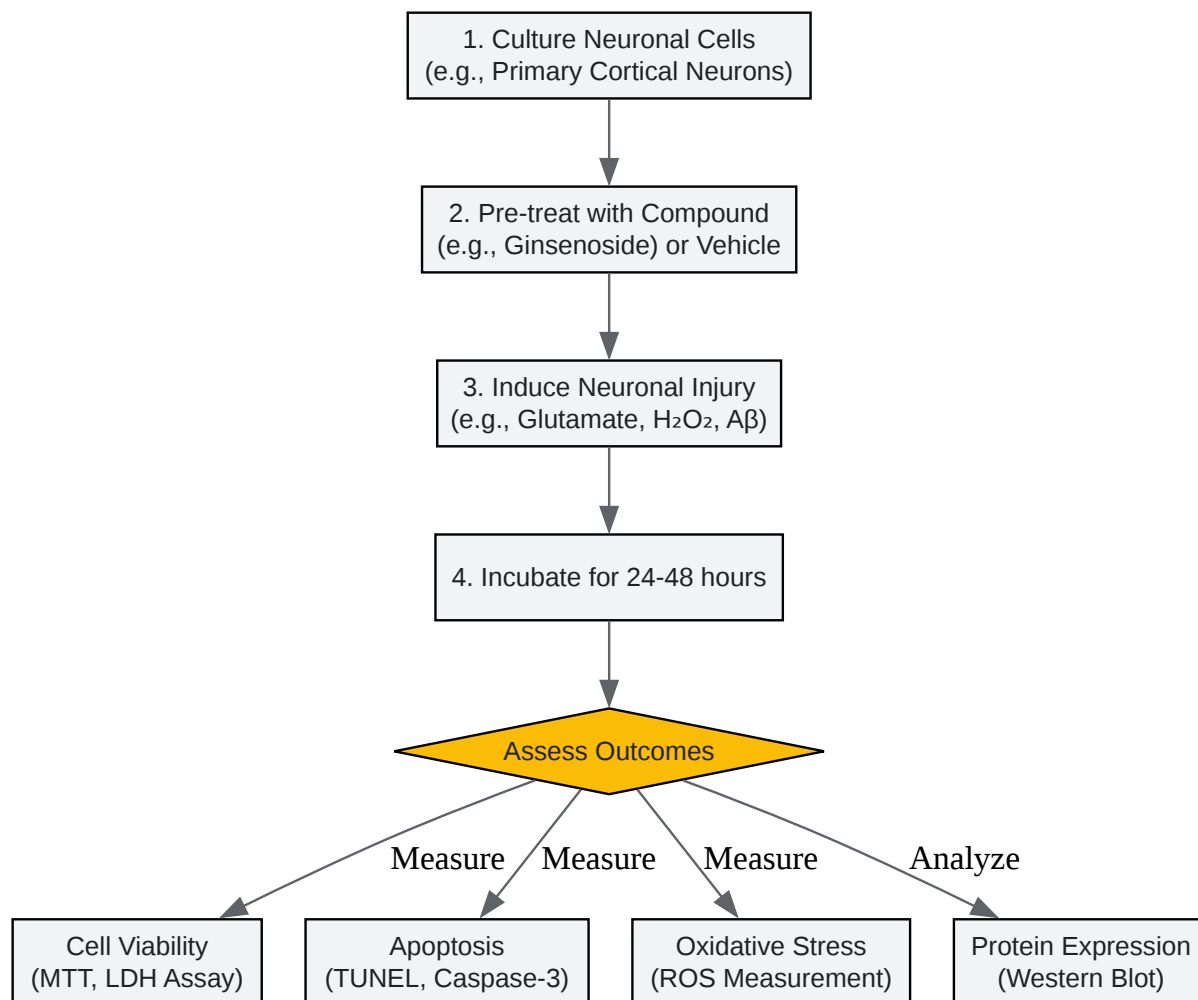 1. Culture Neuronal Cells
(e.g., Primary Cortical Neurons)
2. Pre-treat with Compound
(e.g., Ginsenoside) or Vehicle
3. Induce Neuronal Injury
(e.g., Glutamate, H₂O₂, Aβ)
4. Incubate for 24-48 hours
Assess Outcomes
Measure
Measure
Measure
Analyze
Cell Viability
(MTT, LDH Assay)
Apoptosis
(TUNEL, Caspase-3)
Oxidative Stress
(ROS Measurement)
Protein Expression
(Western Blot)